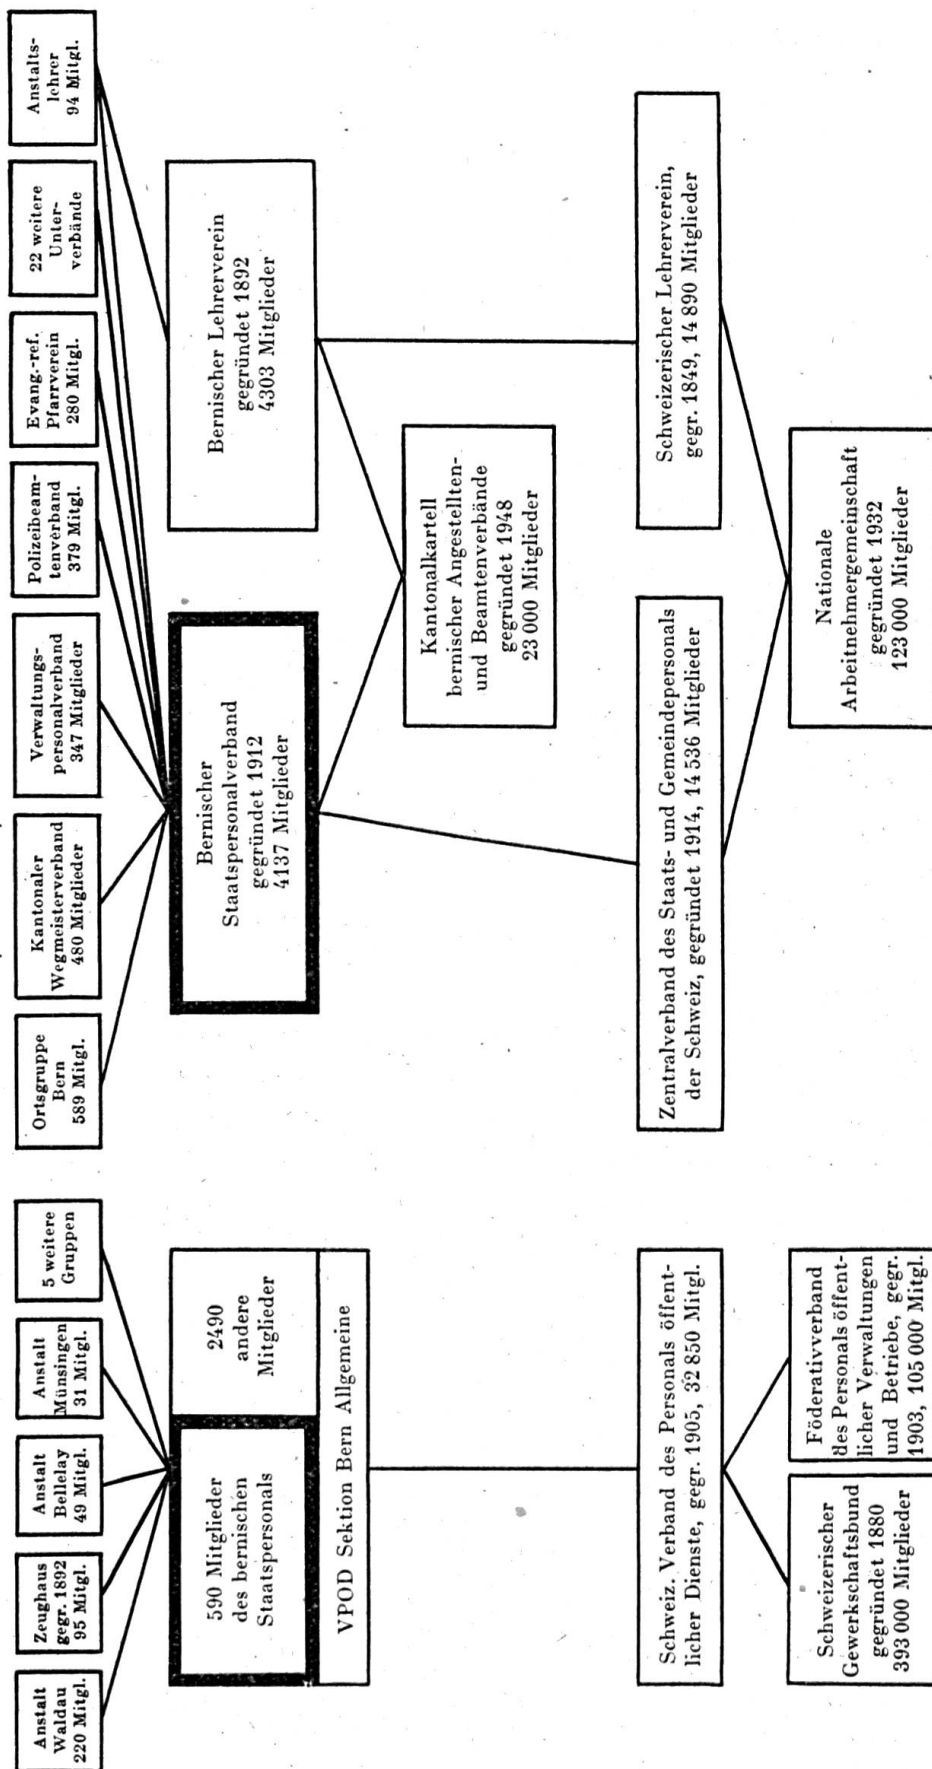 Anstalt
Waldau
220 Mitgl.
Zeughaus
gegr. 1892
95 Mitgl.
Anstalt
Bellelay
49 Mitgl.
Anstalt
Münsingen
31 Mitgl.
5 weitere
Gruppen
Ortsgruppe
Bern
589 Mitgl.
Kantonaler
Wegmeisterverband
480 Mitglieder
Verwaltungs-
personalverband
347 Mitglieder
Polizeibeam-
tenverband
379 Mitgl.
Evang.-ref.
Pfarrverein
280 Mitgl.
22 weitere
Unter-
verbände
Anstalts-
lehrer
94 Mitgl.
590 Mitglieder
des bernischen
Staatspersonals
2490
andere
Mitglieder
VPOD Sektion Bern Allgemeine
Bernischer
Staatspersonalverband
gegründet 1912
4137 Mitglieder
Bernischer Lehrerverein
gegründet 1892
4303 Mitglieder
Kantonalkartell
bernischer Angestellten-
und Beamtenverbände
gegründet 1948
23 000 Mitglieder
Schweiz. Verband des Personals öffent-
licher Dienste, gegr. 1905, 32 850 Mitgl.
Zentralverband des Staats- und Gemeindepersonals
der Schweiz, gegründet 1914, 14 536 Mitglieder
Schweizerischer Lehrerverein,
gegr. 1849, 14 890 Mitglieder
Schweizerischer
Gewerkschaftsbund
gegründet 1880
393 000 Mitglieder
Föderativverband
des Personals öffent-
licher Verwaltungen
und Betriebe, gegr.
1903, 105 000 Mitgl.
Nationale
Arbeitnehmergemeinschaft
gegründet 1932
123 000 Mitglieder